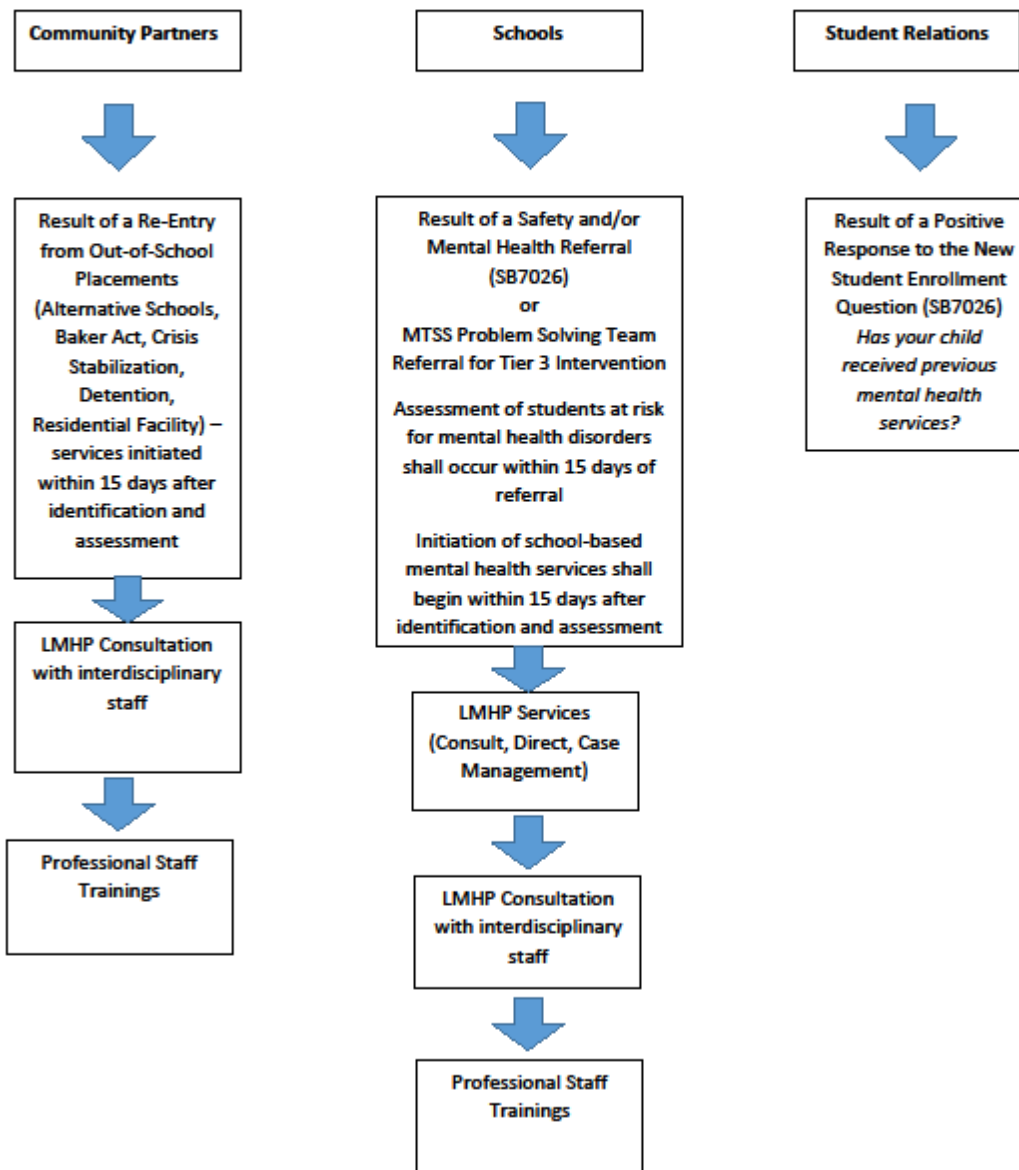 Community Partners
Schools
Student Relations
Result of a Re-Entry
from Out-of-School
Placements
(Alternative Schools,
Baker Act, Crisis
Stabilization,
Detention,
Residential Facility) –
services initiated
within 15 days after
identification and
assessment
Result of a Safety and/or
Mental Health Referral
(SB7026)
or
MTSS Problem Solving Team
Referral for Tier 3 Intervention
Assessment of students at risk
for mental health disorders
shall occur within 15 days of
referral
Initiation of school-based
mental health services shall
begin within 15 days after
identification and assessment
Result of a Positive
Response to the New
Student Enrollment
Question (SB7026)
Has your child
received previous
mental health
services?
LMHP Consultation
with interdisciplinary
staff
LMHP Services
(Consult, Direct, Case
Management)
Professional Staff
Trainings
LMHP Consultation
with interdisciplinary
staff
Professional Staff
Trainings